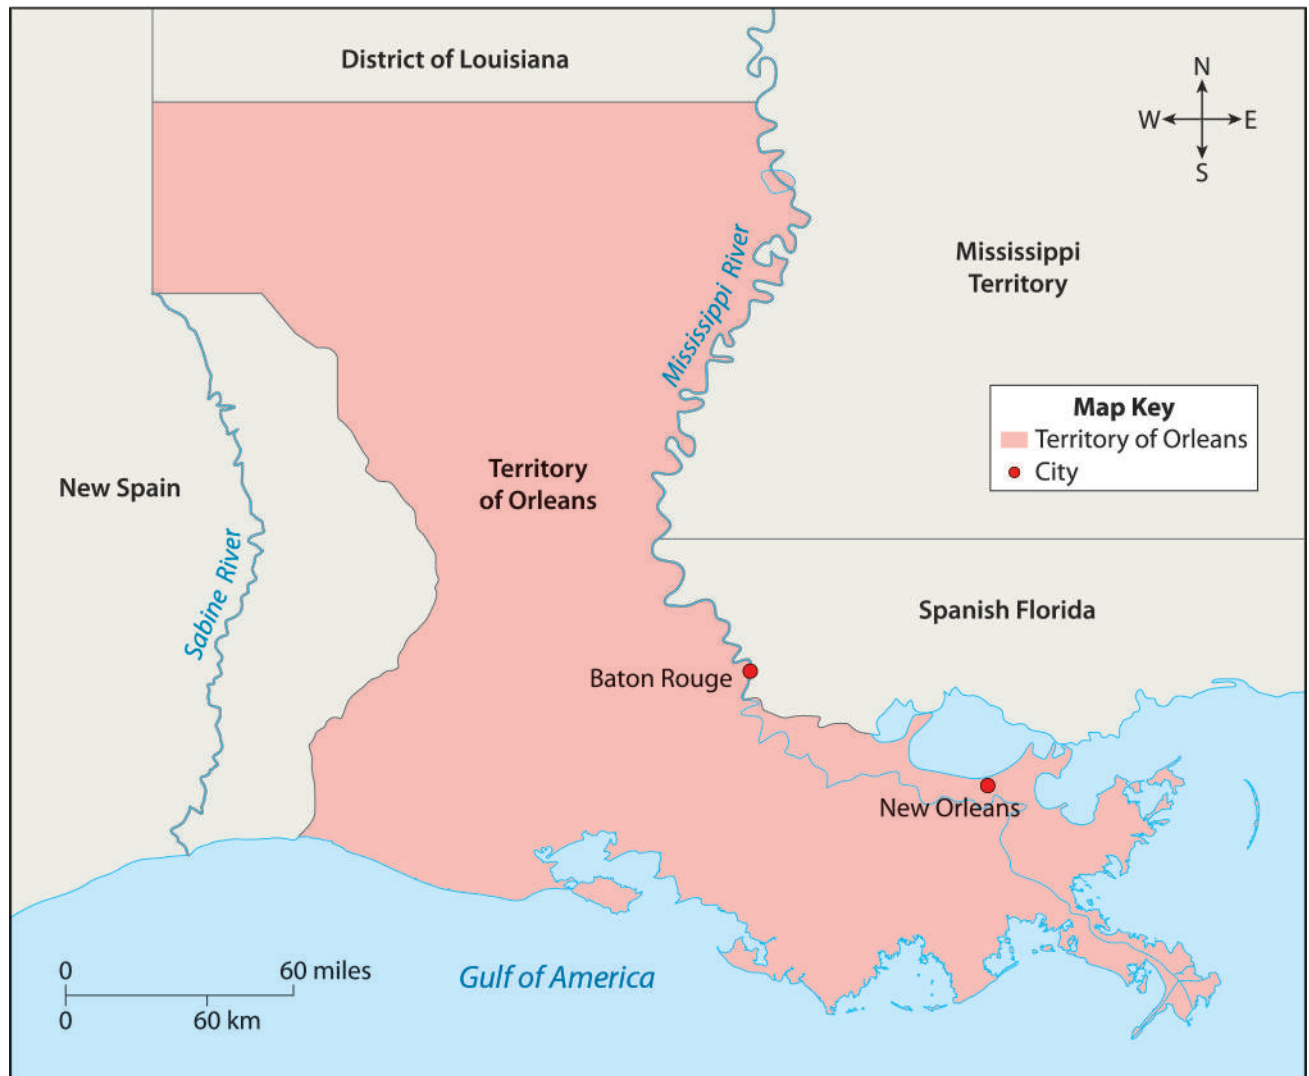 District of Louisiana
N
W
E
S
Mississippi River
Mississippi
Territory
Map Key
Territory of Orleans
City
New Spain
Territory
of Orleans
Sabine River
Spanish Florida
Baton Rouge
New Orleans
0
60 miles
Gulf of America
0
60 km